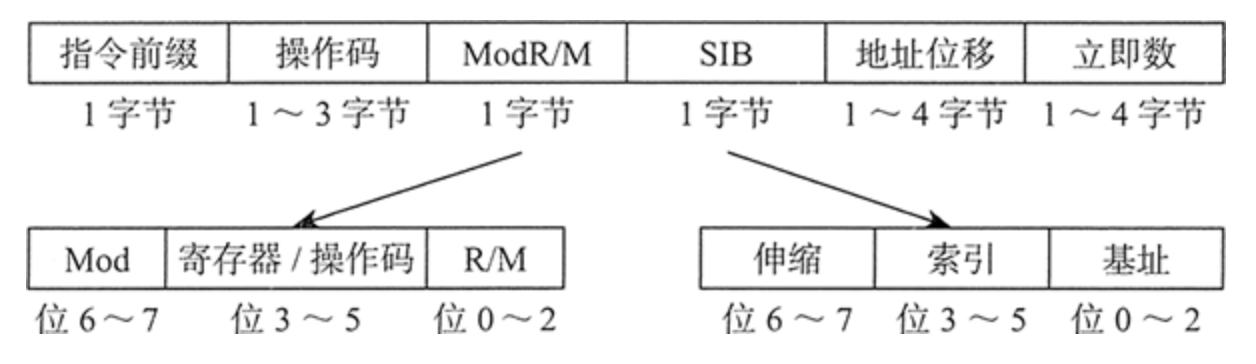 指令前缀 操作码 ModR/M SIB 地址位移 立即数
1 字节 1～3 字节 1 字节 1 字节 1～4 字节 1～4 字节
Mod 寄存器 / 操作码 R/M 伸缩 索引 基址
位 6～7 位 3～5 位 0～2 位 6～7 位 3～5 位 0～2